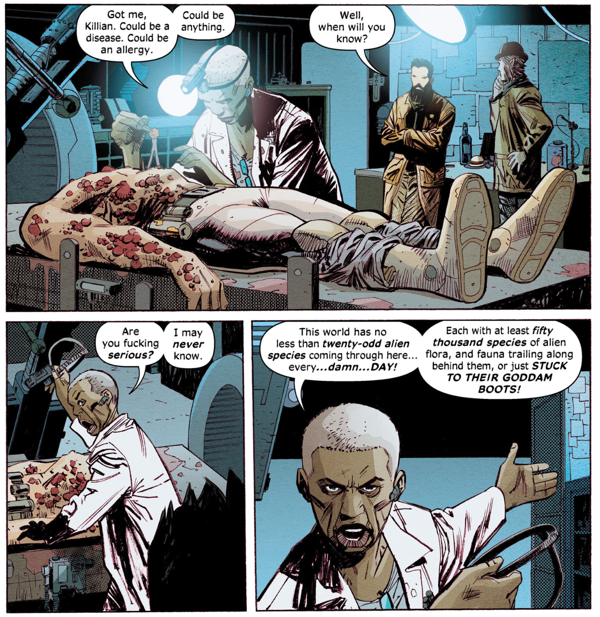 Got me,
Killian. Could be a
disease. Could be
an allergy.
Could be
anything.
Well,
when will you
know?
Are
you fucking
serious?
I may
never
know.
This world has no
less than twenty-odd alien
species coming through here...
every...damn...DAY!
Each with at least fifty
thousand species of alien
flora, and fauna trailing along
behind them, or just STUCK
TO THEIR GODDAM
BOOTS!